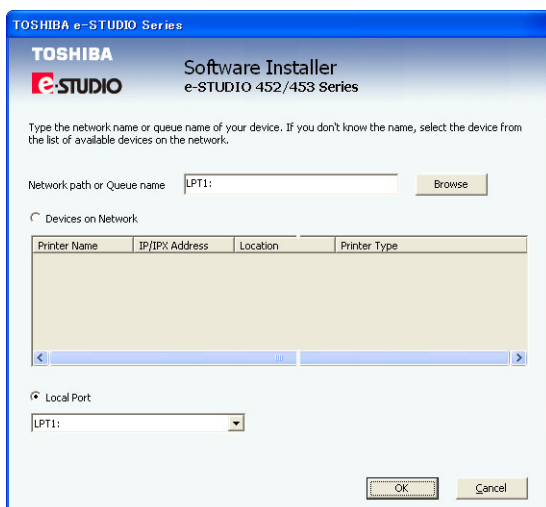 TOSHIBA e-STUDIO Series
TOSHIBA
e-STUDIO
Software Installer
e-STUDIO 452/453 Series
Type the network name or queue name of your device. If you don't know the name, select the device from
the list of available devices on the network.
Network path or Queue name LPT1: Browse
Devices on Network
Printer Name IP/IPX Address Location Printer Type
Local Port
LPT1:
OK Cancel